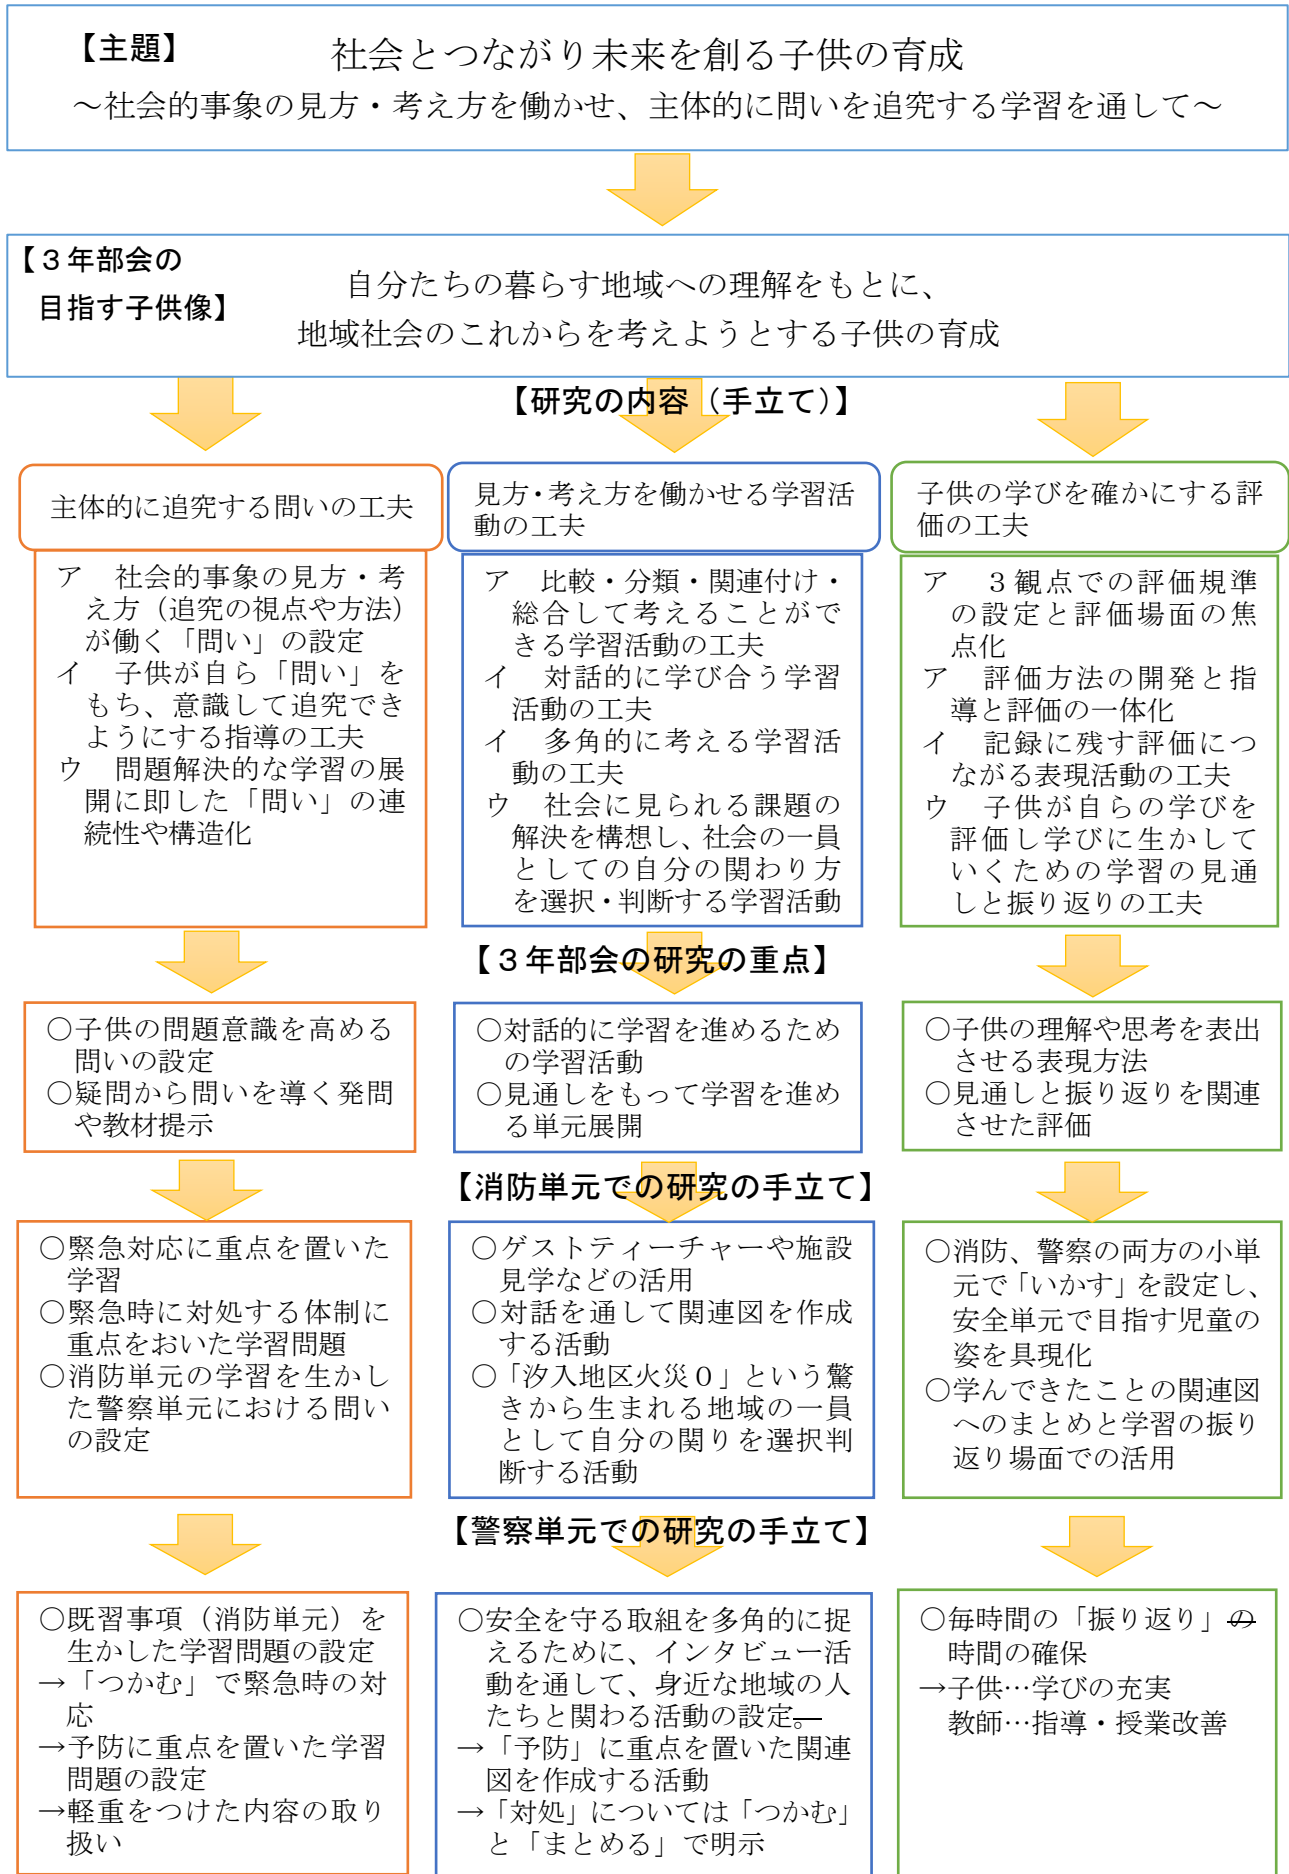 【主題】 社会とつながり未来を創る子供の育成
～社会的事象の見方・考え方を働かせ、主体的に問いを追究する学習を通して～
【３年部会の
目指す子供像】
自分たちの暮らす地域への理解をもとに、
地域社会のこれからを考えようとする子供の育成
【研究の内容（手立て）】
主体的に追究する問いの工夫
ア　社会的事象の見方・考
え方（追究の視点や方法）
が働く「問い」の設定
イ　子供が自ら「問い」を
もち、意識して追究でき
ようにする指導の工夫
ウ　問題解決的な学習の展
開に即した「問い」の連
続性や構造化
見方・考え方を働かせる学習活
動の工夫
ア　比較・分類・関連付け・
総合して考えることがで
きる学習活動の工夫
イ　対話的に学び合う学習
活動の工夫
イ　多角的に考える学習活
動の工夫
ウ　社会に見られる課題の
解決を構想し、社会の一員
としての自分の関わり方
を選択・判断する学習活動
子供の学びを確かにする評
価の工夫
ア　３観点での評価規準
の設定と評価場面の焦
点化
ア　評価方法の開発と指
導と評価の一体化
イ　記録に残す評価につ
ながる表現活動の工夫
ウ　子供が自らの学びを
評価し学びに生かして
いくための学習の見通
しと振り返りの工夫
【３年部会の研究の重点】
○子供の問題意識を高める
問いの設定
○疑問から問いを導く発問
や教材提示
○対話的に学習を進めるため
の学習活動
○見通しをもって学習を進め
る単元展開
○子供の理解や思考を表出
させる表現方法
○見通しと振り返りを関連
させた評価
【消防単元での研究の手立て】
○緊急対応に重点を置いた
学習
○緊急時に対処する体制に
重点をおいた学習問題
○消防単元の学習を生かし
た警察単元における問い
の設定
○ゲストティーチャーや施設
見学などの活用
○対話を通して関連図を作成
する活動
○「汐入地区火災０」という驚
きから生まれる地域の一員
として自分の関りを選択判
断する活動
○消防、警察の両方の小単
元で「いかす」を設定し、
安全単元で目指す児童の
姿を具現化
○学んできたことの関連図
へのまとめと学習の振り
返り場面での活用
【警察単元での研究の手立て】
○既習事項（消防単元）を
生かした学習問題の設定
→「つかむ」で緊急時の対
応
→予防に重点を置いた学習
問題の設定
→軽重をつけた内容の取り
扱い
○安全を守る取組を多角的に捉
えるために、インタビュー活
動を通して、身近な地域の人
たちと関わる活動の設定。
→「予防」に重点を置いた関連
図を作成する活動
→「対処」については「つかむ」
と「まとめる」で明示
○毎時間の「振り返り」の
時間の確保
→子供…学びの充実
教師…指導・授業改善